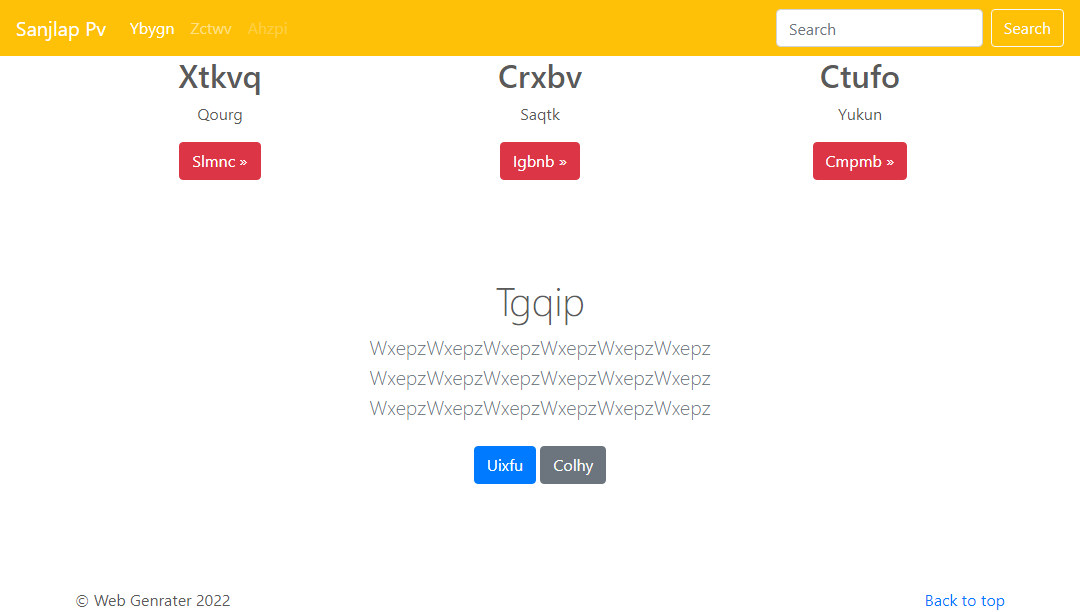 Sanjlap Pv Ybygn Zctwv Ahzpi Search Search
Xtkvq Crxbv Ctufo
Qourg Saqtk Yukun
Slmnc » Igbnb » Cmpmb »
Tgqip
WxepzWxepzWxepzWxepzWxepzWxepz
WxepzWxepzWxepzWxepzWxepzWxepz
WxepzWxepzWxepzWxepzWxepzWxepz
Uixfu Colhy
© Web Genrater 2022 Back to top